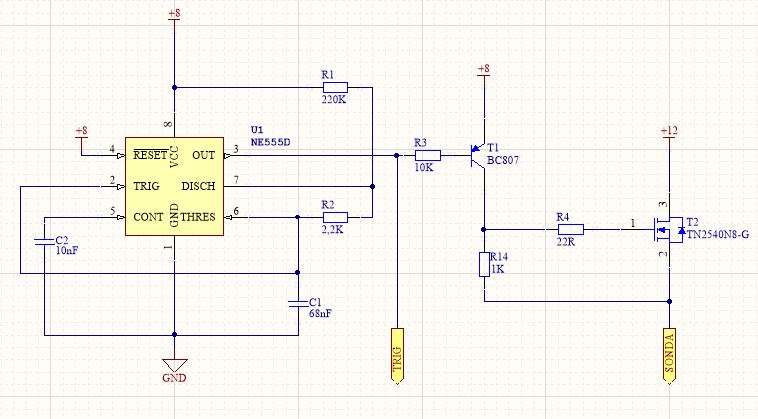 +8
R1
220K
+8
8
U1
NE555D
+8
+12
4
RESET
VCC
OUT
3
R3
10K
T1
BC807
2
TRIG
DISCH
7
3
5
CONT
GND
THRES
6
R2
2,2K
R4
22R
1
T2
TN2540N8-G
C2
10nF
1
R14
1K
2
C1
68nF
TRIG
SONDA
GND